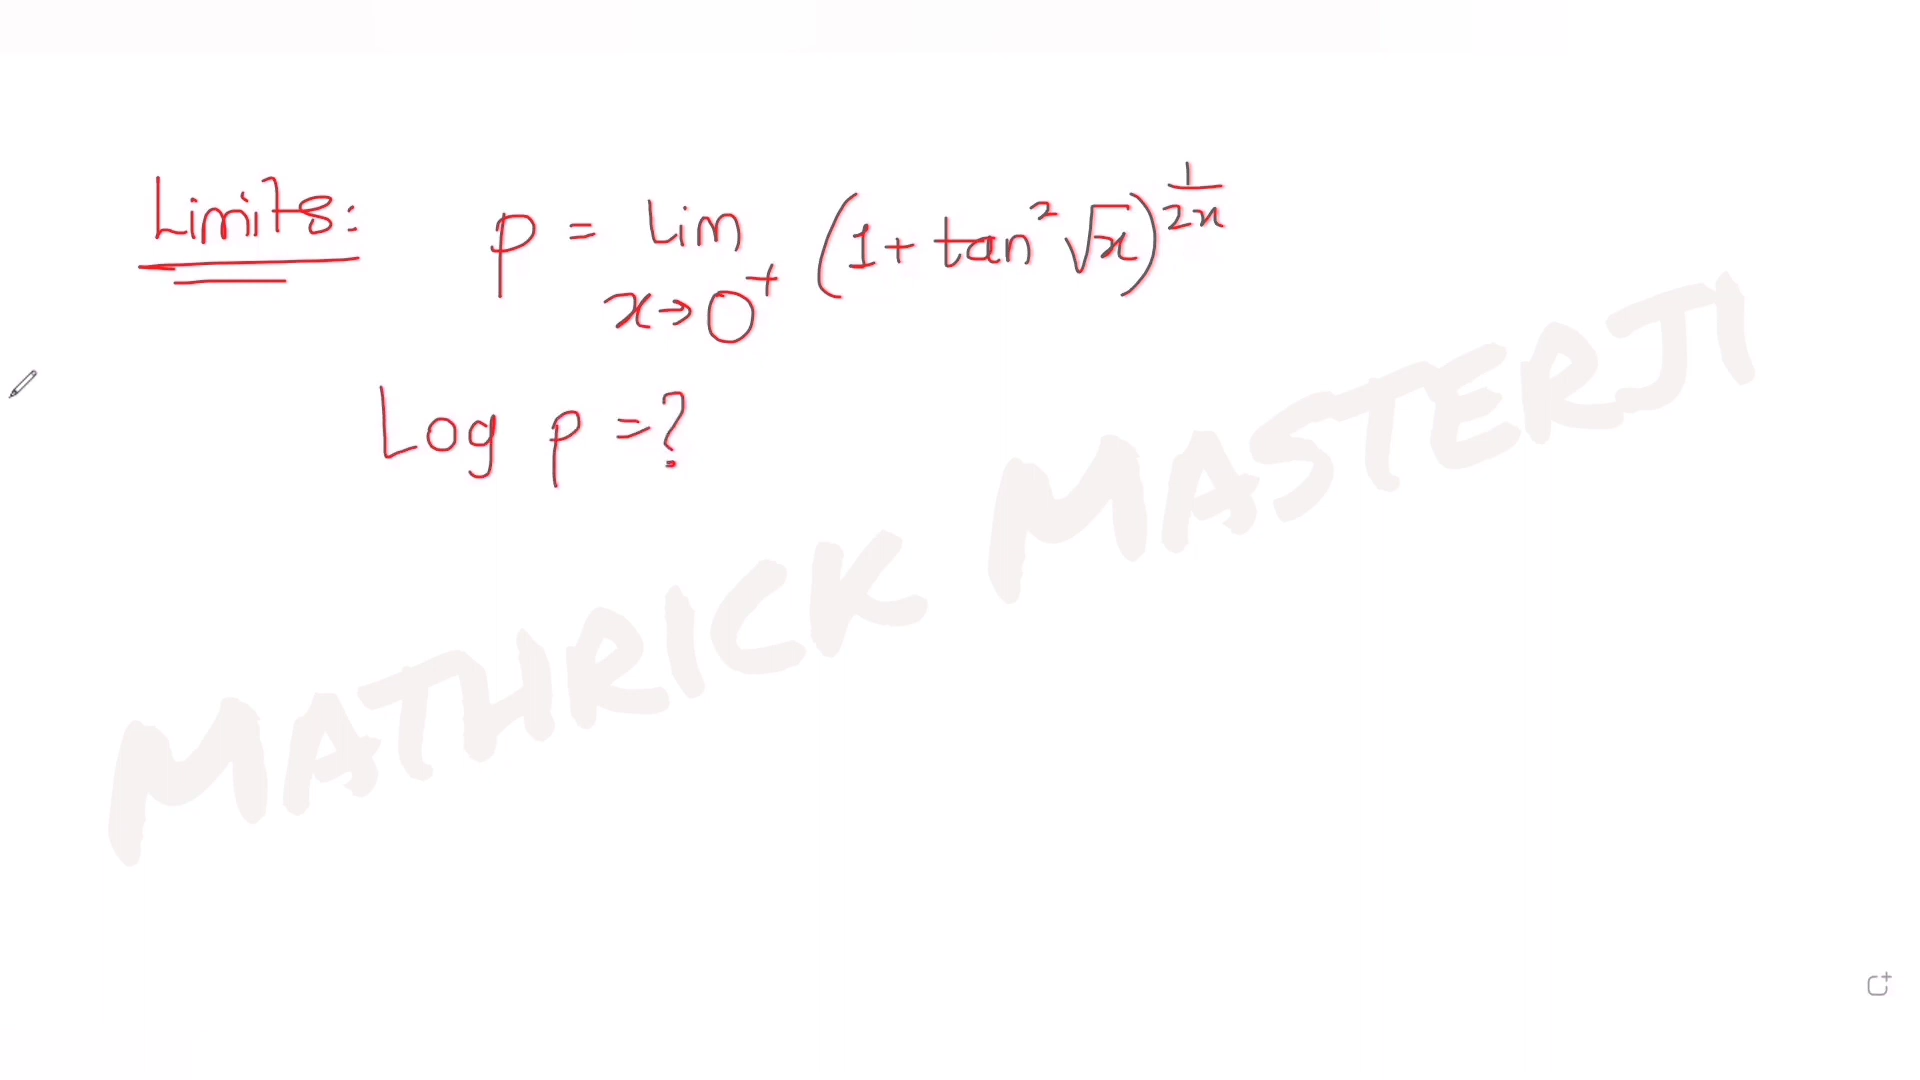 Limits: p = Lim x→0⁺ (1 + tan² √x)^(1/2x)
Log p = ?
MATHRICK MASTERJI